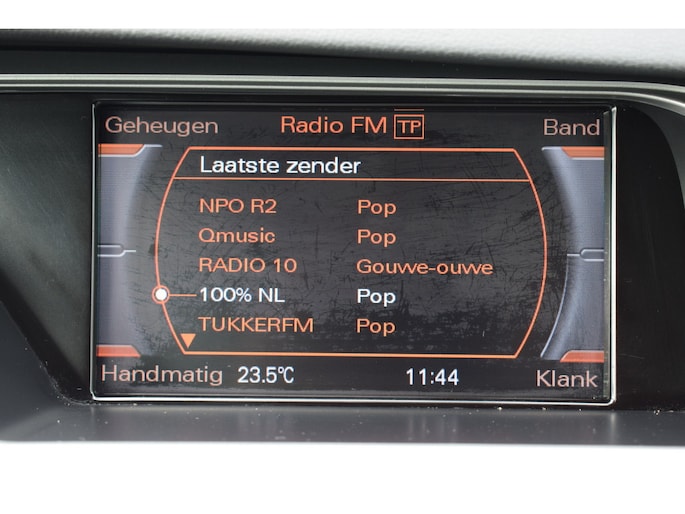 Geheugen Radio FM TP Band
Laatste zender
NPO R2 Pop
Qmusic Pop
RADIO 10 Gouwe-ouwe
100% NL Pop
TUKKERFM Pop
Handmatig 23.5°C 11:44 Klank